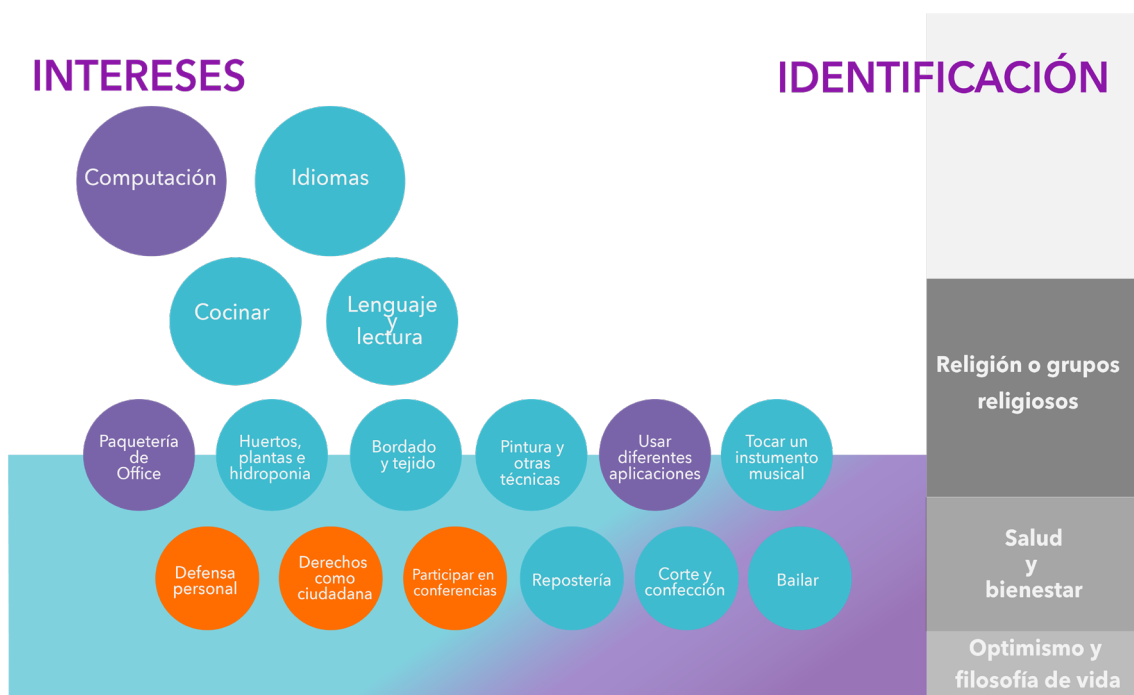 INTERESES
IDENTIFICACIÓN
Computación
Idiomas
Cocinar
Lenguaje
y
lectura
Paquetería
de
Office
Huertos,
plantas e
hidroponia
Bordado
y tejido
Pintura y
otras
técnicas
Usar
diferentes
aplicaciones
Tocar un
instumento
musical
Defensa
personal
Derechos
como
ciudadana
Participar en
conferencias
Repostería
Corte y
confección
Bailar
Religión o grupos
religiosos
Salud
y
bienestar
Optimismo y
filosofía de vida